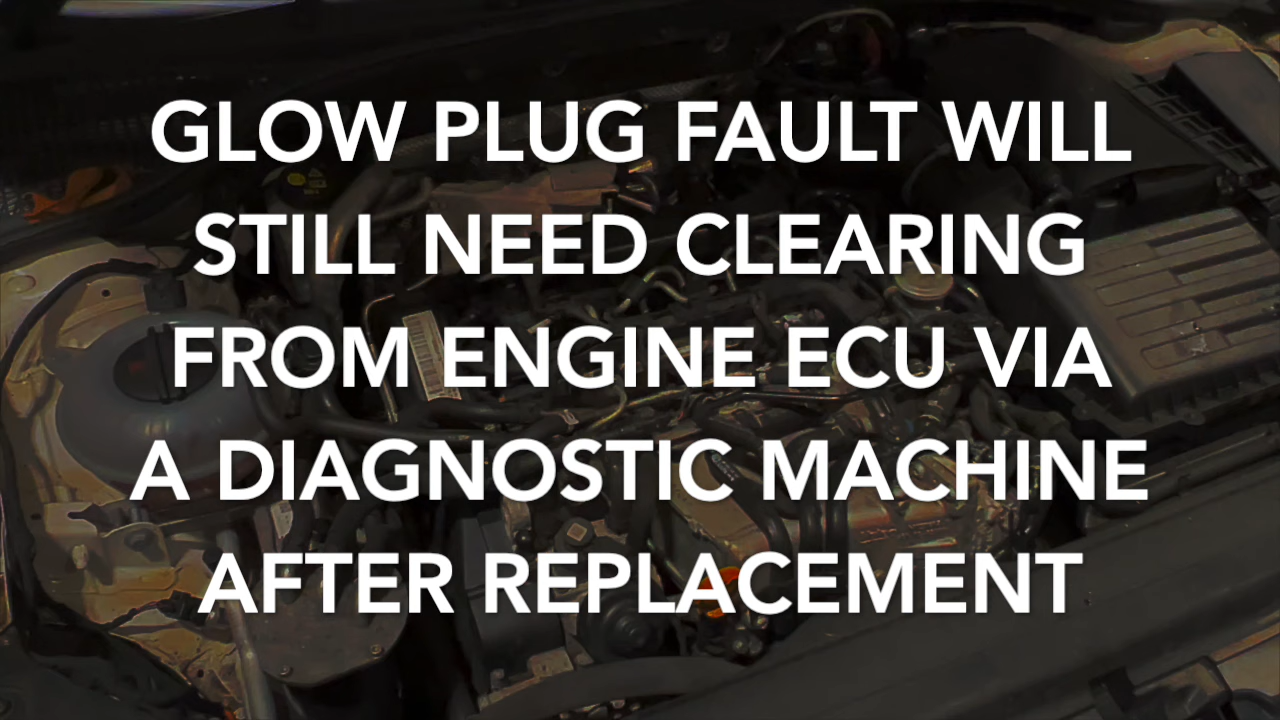 GLOW PLUG FAULT WILL
STILL NEED CLEARING
FROM ENGINE ECU VIA
A DIAGNOSTIC MACHINE
AFTER REPLACEMENT